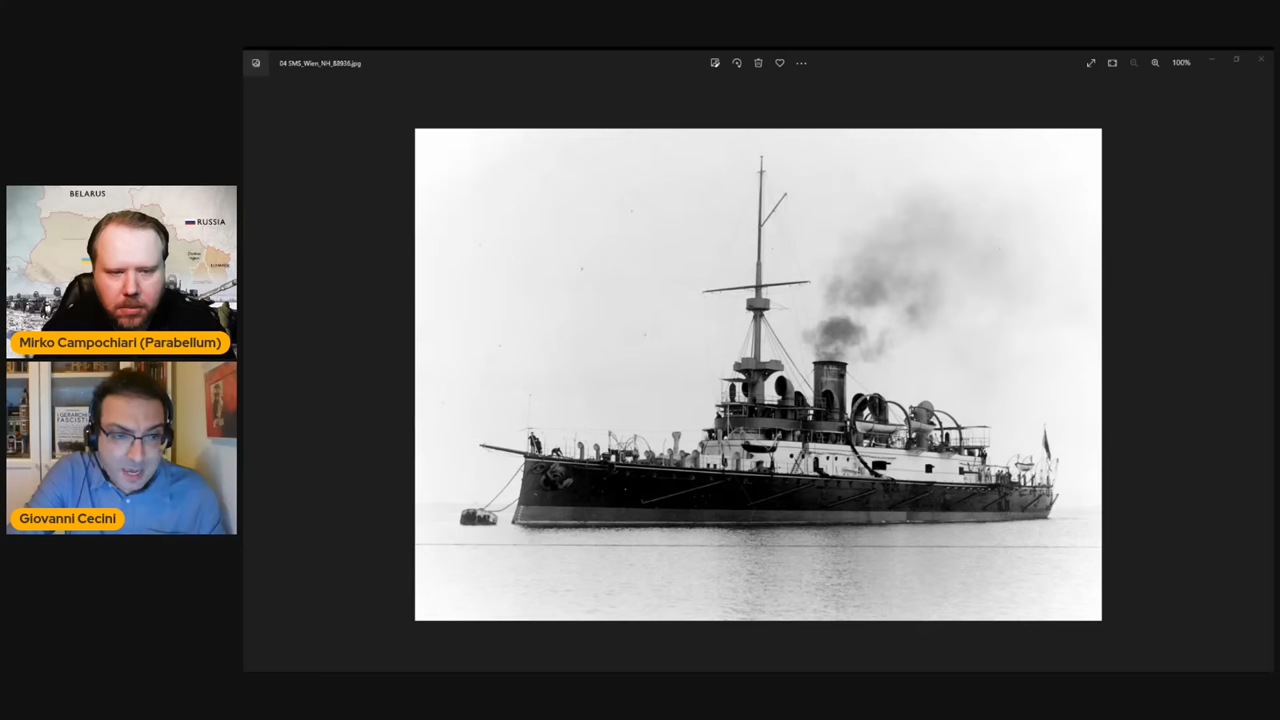 04 SMS_Wien_NH_88936.jpg
100%
BELARUS
RUSSIA
Mirko Campochiari (Parabellum)
I GERARCHI
FASCISTI
Giovanni Cecini